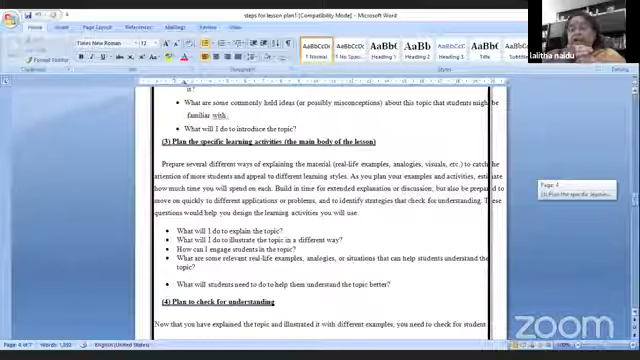 steps for lesson plan1 [Compatibility Mode] - Microsoft Word
Home Insert Page Layout References Mailings Review View
Times New Roman 12
Format Painter
AaBbCcDc AaBbCcDc AaBbC AaBbCc AaBbCcI AaBb( AaBbCcL
1 Normal 1 No Spaci... Heading 1 Heading 2 Heading 3 Title Subtitle
lalitha naidu
it?
What are some commonly held ideas (or possibly misconceptions) about this topic that students might be
familiar with.
What will I do to introduce the topic?
(3) Plan the specific learning activities (the main body of the lesson)
Prepare several different ways of explaining the material (real-life examples, analogies, visuals, etc.) to catch the
attention of more students and appeal to different learning styles. As you plan your examples and activities, estimate
how much time you will spend on each. Build in time for extended explanation or discussion, but also be prepared to
move on quickly to different applications or problems, and to identify strategies that check for understanding. These
questions would help you design the learning activities you will use.
What will I do to explain the topic?
What will I do to illustrate the topic in a different way?
How can I engage students in the topic?
What are some relevant real-life examples, analogies, or situations that can help students understand the
topic?
What will students need to do to help them understand the topic better?
(4) Plan to check for understanding
Now that you have explained the topic and illustrated it with different examples, you need to check for student
Page: 4
(3) Plan the specific learnin...
zoom
Page: 4 of 7 Words: 1,592 English (United States)